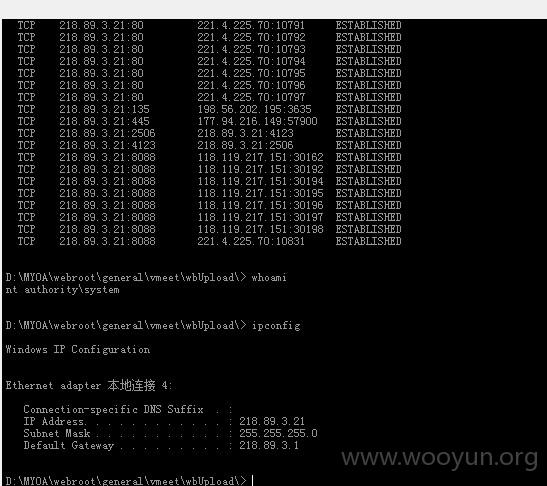 TCP 218.89.3.21:80 221.4.225.70:10791 ESTABLISHED
TCP 218.89.3.21:80 221.4.225.70:10792 ESTABLISHED
TCP 218.89.3.21:80 221.4.225.70:10793 ESTABLISHED
TCP 218.89.3.21:80 221.4.225.70:10794 ESTABLISHED
TCP 218.89.3.21:80 221.4.225.70:10795 ESTABLISHED
TCP 218.89.3.21:80 221.4.225.70:10796 ESTABLISHED
TCP 218.89.3.21:80 221.4.225.70:10797 ESTABLISHED
TCP 218.89.3.21:135 198.56.202.195:3635 ESTABLISHED
TCP 218.89.3.21:445 177.94.216.149:57900 ESTABLISHED
TCP 218.89.3.21:2506 218.89.3.21:4123 ESTABLISHED
TCP 218.89.3.21:4123 218.89.3.21:2506 ESTABLISHED
TCP 218.89.3.21:8088 118.119.217.151:30162 ESTABLISHED
TCP 218.89.3.21:8088 118.119.217.151:30192 ESTABLISHED
TCP 218.89.3.21:8088 118.119.217.151:30194 ESTABLISHED
TCP 218.89.3.21:8088 118.119.217.151:30195 ESTABLISHED
TCP 218.89.3.21:8088 118.119.217.151:30196 ESTABLISHED
TCP 218.89.3.21:8088 118.119.217.151:30197 ESTABLISHED
TCP 218.89.3.21:8088 118.119.217.151:30198 ESTABLISHED
TCP 218.89.3.21:8088 221.4.225.70:10831 ESTABLISHED
D:\MYOA\webroot\general\vmeet\wbUpload\> whoami
nt authority\system
D:\MYOA\webroot\general\vmeet\wbUpload\> ipconfig
Windows IP Configuration
Ethernet adapter 本地连接 4:
Connection-specific DNS Suffix . :
IP Address. . . . . . . . . . . . : 218.89.3.21
Subnet Mask . . . . . . . . . . . : 255.255.255.0
Default Gateway . . . . . . . . . : 218.89.3.1
www.wooyun.org
D:\MYOA\webroot\general\vmeet\wbUpload\>